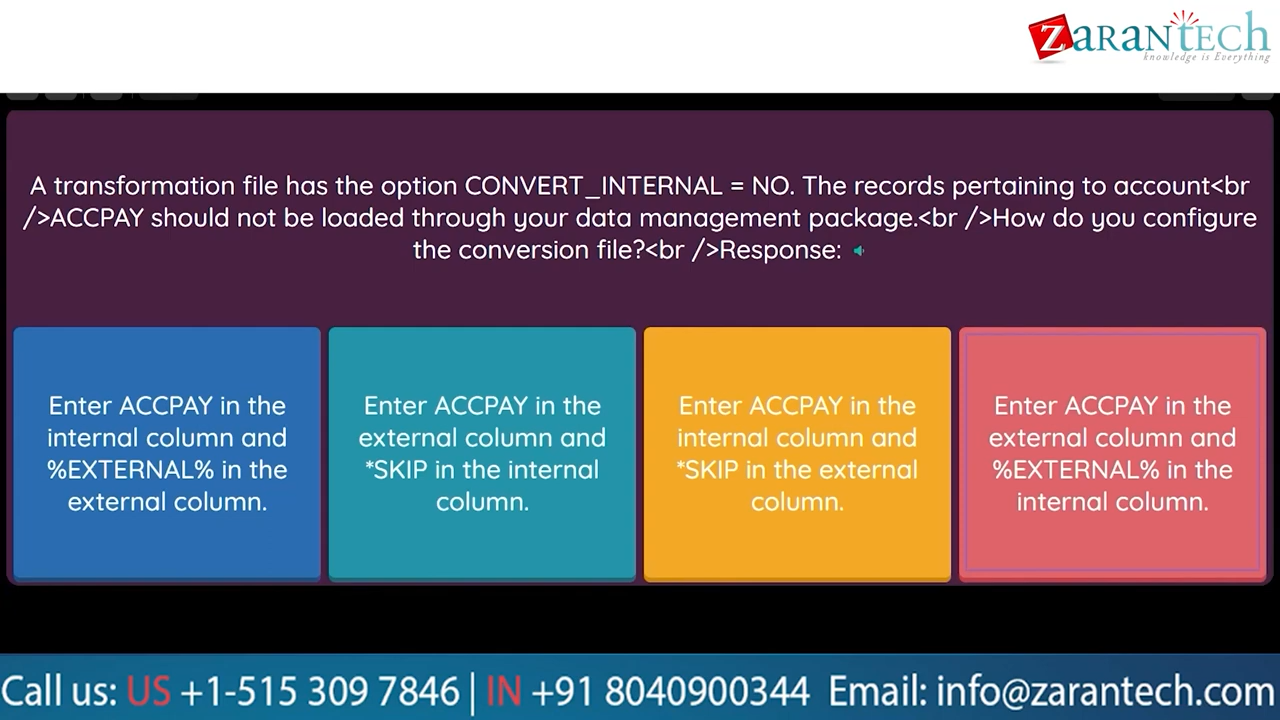 ZARANTECH
knowledge is Everything
A transformation file has the option CONVERT_INTERNAL = NO. The records pertaining to account<br
/>ACCPAY should not be loaded through your data management package.<br />How do you configure
the conversion file?<br />Response:
Enter ACCPAY in the
internal column and
%EXTERNAL% in the
external column.
Enter ACCPAY in the
external column and
*SKIP in the internal
column.
Enter ACCPAY in the
internal column and
*SKIP in the external
column.
Enter ACCPAY in the
external column and
%EXTERNAL% in the
internal column.
Call us: US +1-515 309 7846 | IN +91 8040900344 Email: info@zarantech.com